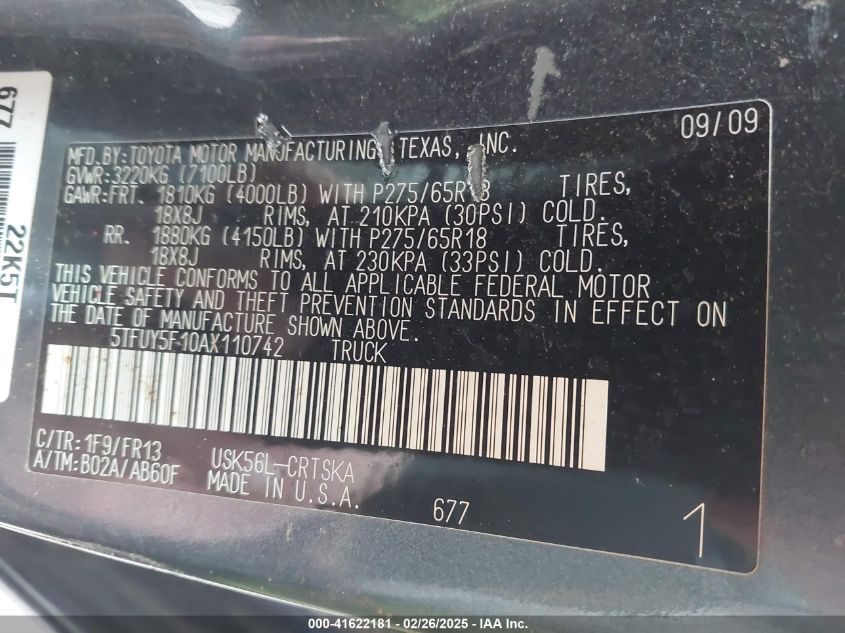 09/09
MFD.BY:TOYOTA MOTOR MANUFACTURING, TEXAS, INC.
GVWR:3220KG (7100LB)
GAWR:FRT. 1810KG (4000LB) WITH P275/65R18 TIRES,
18X8J RIMS, AT 210KPA (30PSI) COLD.
RR. 1880KG (4150LB) WITH P275/65R18 TIRES,
18X8J RIMS, AT 230KPA (33PSI) COLD.
THIS VEHICLE CONFORMS TO ALL APPLICABLE FEDERAL MOTOR
VEHICLE SAFETY AND THEFT PREVENTION STANDARDS IN EFFECT ON
THE DATE OF MANUFACTURE SHOWN ABOVE.
5TFUY5F10AX110742 TRUCK
C/TR:1F9/FR13 USK56L-CRTSKA
A/TM:B02A/AB60F MADE IN U.S.A.
677 1
677
22K5T
000-41622181 - 02/26/2025 - IAA Inc.